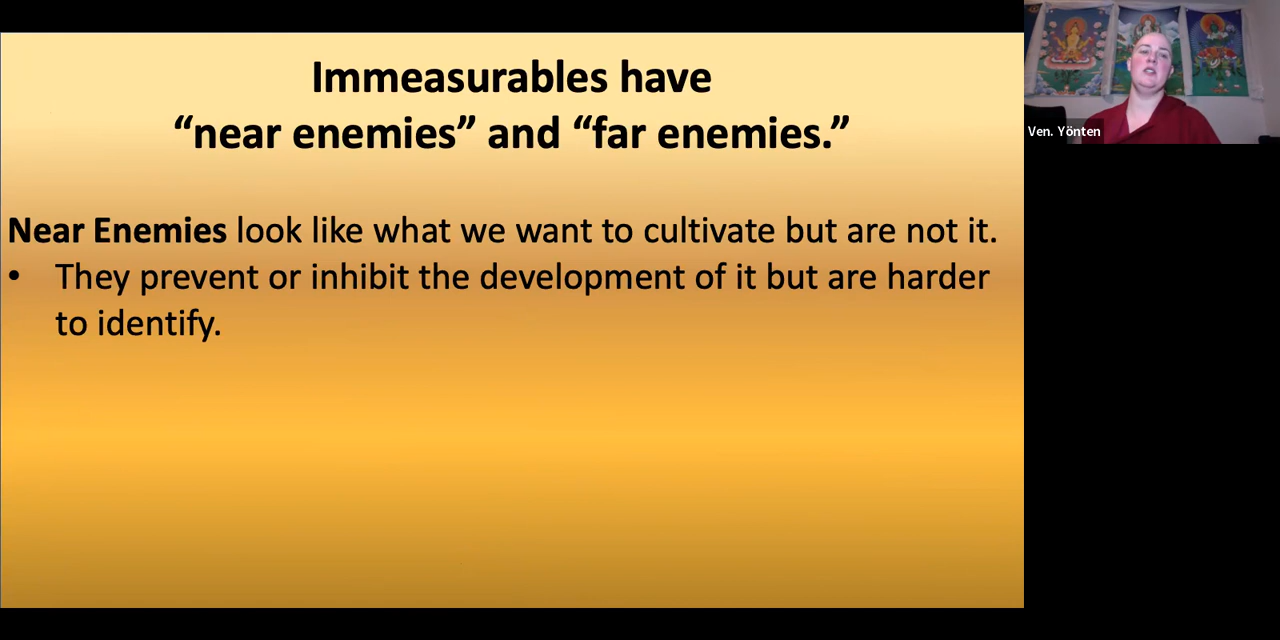 Immeasurables have
“near enemies” and “far enemies.”
Near Enemies look like what we want to cultivate but are not it.
• They prevent or inhibit the development of it but are harder
to identify.
Ven. Yönten